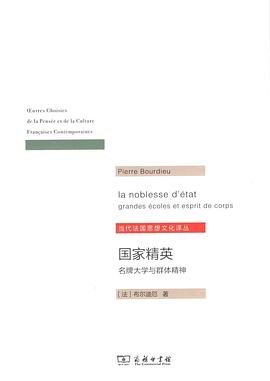 Œuvres Choisies
de la Pensée et de la Culture
Françaises Contemporaines
Pierre Bourdieu
la noblesse d'état
grandes écoles et esprit de corps
当代法国思想文化译丛
国家精英
名牌大学与群体精神
[法] 布尔迪厄 著
商务印书馆
The Commercial Press